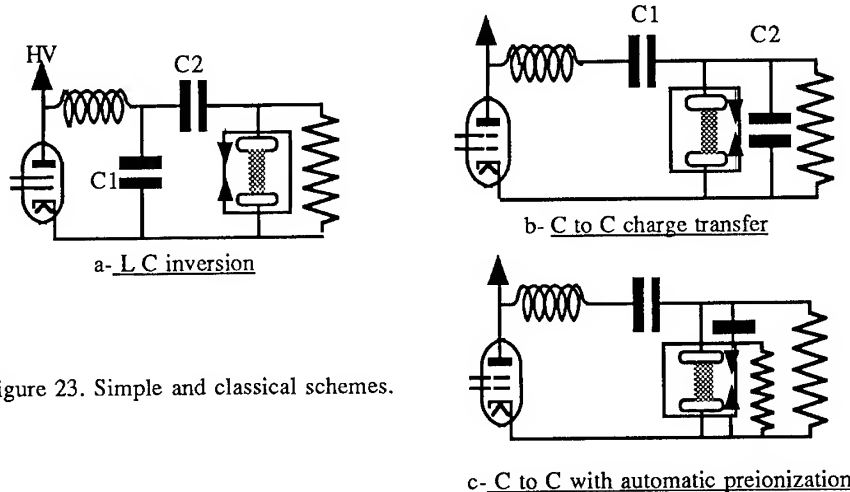 HV
C2
C1
a- L C inversion
C1
C2
b- C to C charge transfer
igure 23. Simple and classical schemes.
c- C to C with automatic preionization